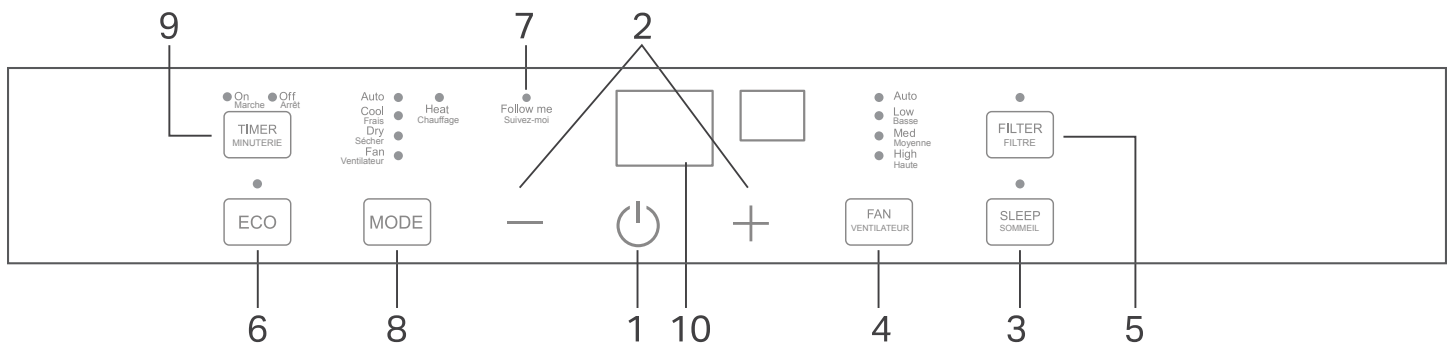 9
7
2
On
Marche
Off
Arrêt
TIMER
MINUTERIE
Auto
Cool
Frais
Dry
Sécher
Fan
Ventilateur
Heat
Chauffage
Follow me
Suivez-moi
Auto
Low
Basse
Med
Moyenne
High
Haute
FILTER
FILTRE
5
ECO
MODE
FAN
VENTILATEUR
SLEEP
SOMMEIL
6
8
1
10
4
3